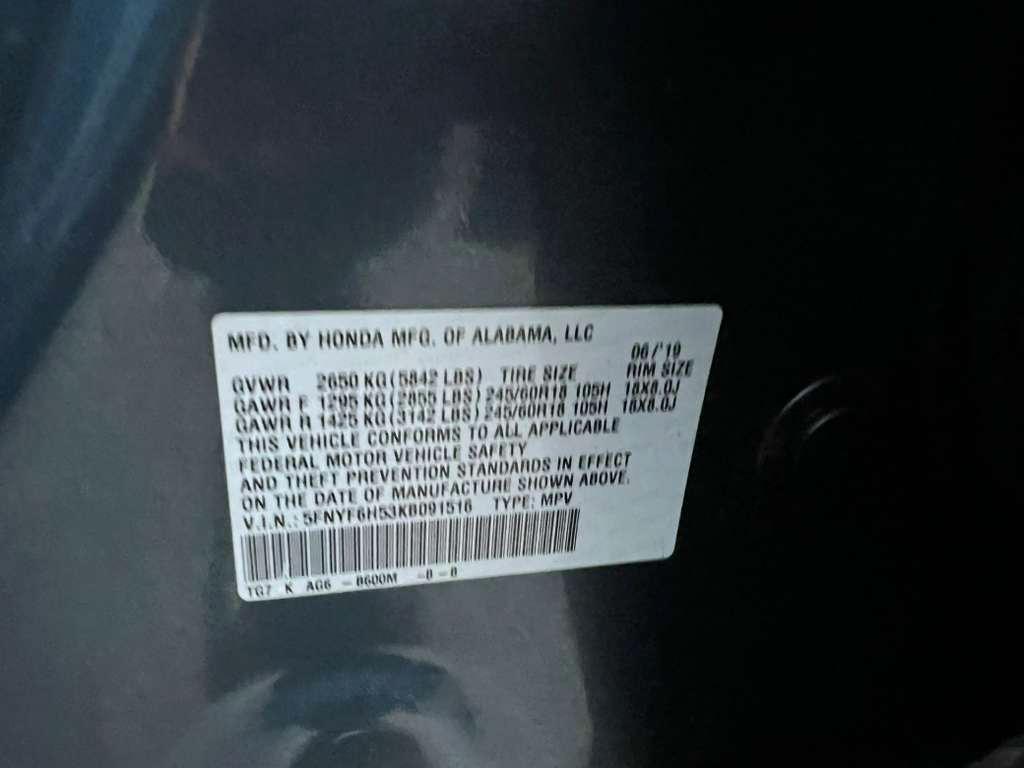 MFD. BY HONDA MFG. OF ALABAMA, LLC
06/'19
GVWR 2650 KG (5842 LBS) TIRE SIZE RIM SIZE
GAWR F 1295 KG (2855 LBS) 245/60R18 105H 18X8.0J
GAWR R 1425 KG (3142 LBS) 245/60R18 105H 18X8.0J
THIS VEHICLE CONFORMS TO ALL APPLICABLE
FEDERAL MOTOR VEHICLE SAFETY
AND THEFT PREVENTION STANDARDS IN EFFECT
ON THE DATE OF MANUFACTURE SHOWN ABOVE.
V.I.N.: 5FNYF6H53KB091516 TYPE: MPV
TG7 K AG6 -B600M -B-B